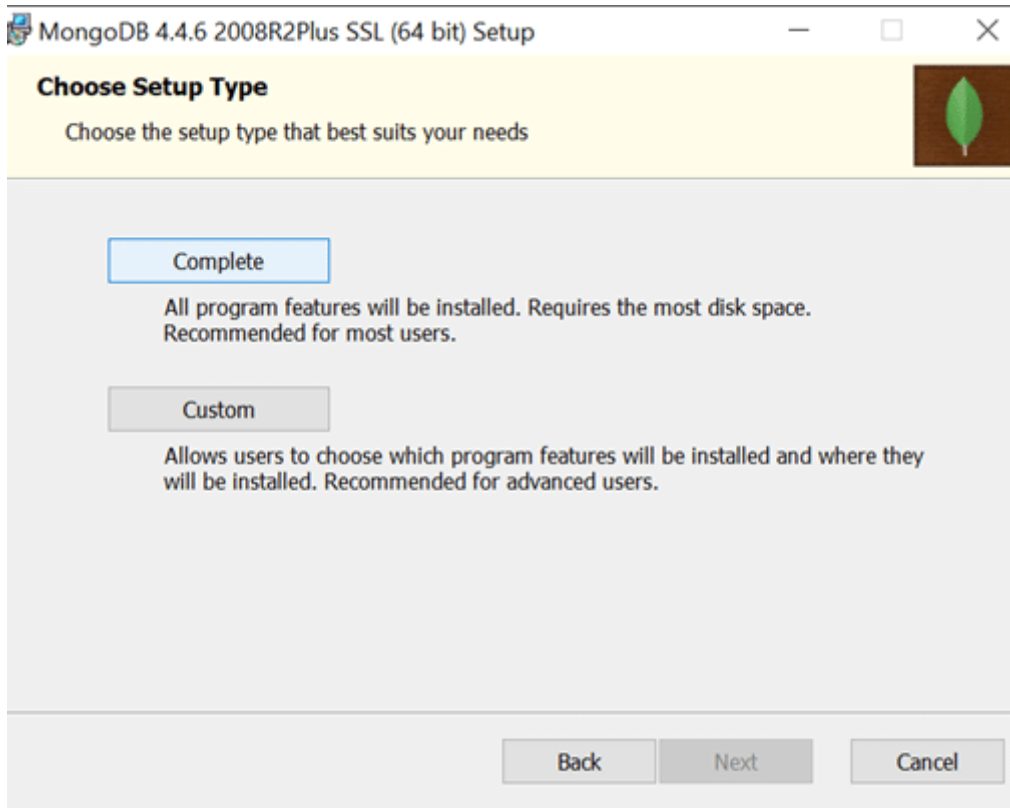 MongoDB 4.4.6 2008R2Plus SSL (64 bit) Setup
Choose Setup Type
Choose the setup type that best suits your needs
Complete
All program features will be installed. Requires the most disk space.
Recommended for most users.
Custom
Allows users to choose which program features will be installed and where they
will be installed. Recommended for advanced users.
Back Next Cancel